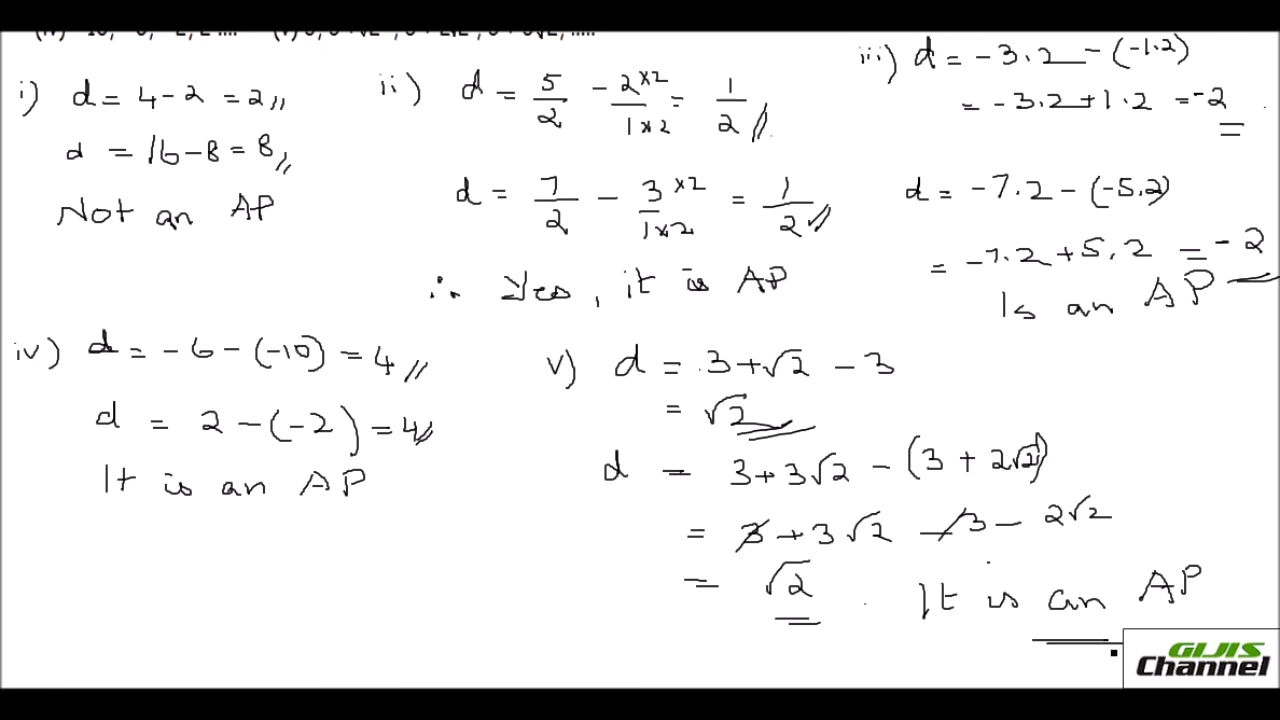 i) d = 4 - 2 = 2 //
d = 16 - 8 = 8 //
Not an AP
ii) d = 5/2 - 2×2/1×2 = 1/2 //
d = 7/2 - 3×2/1×2 = 1/2 //
∴ Yes, it is AP
iii) d = -3.2 - (-1.2)
= -3.2 + 1.2 = -2
d = -7.2 - (-5.2)
= -7.2 + 5.2 = -2
Is an AP
iv) d = -6 - (-10) = 4 //
d = 2 - (-2) = 4 //
It is an AP
v) d = 3 + √2 - 3
= √2
d = 3 + 3√2 - (3 + 2√2)
= 3 + 3√2 - 3 - 2√2
= √2 It is an AP
GIJIS
Channel